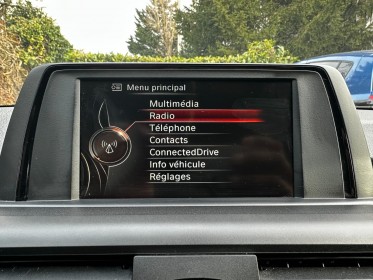 Menu principal
Multimédia
Radio
Téléphone
Contacts
ConnectedDrive
Info véhicule
Réglages